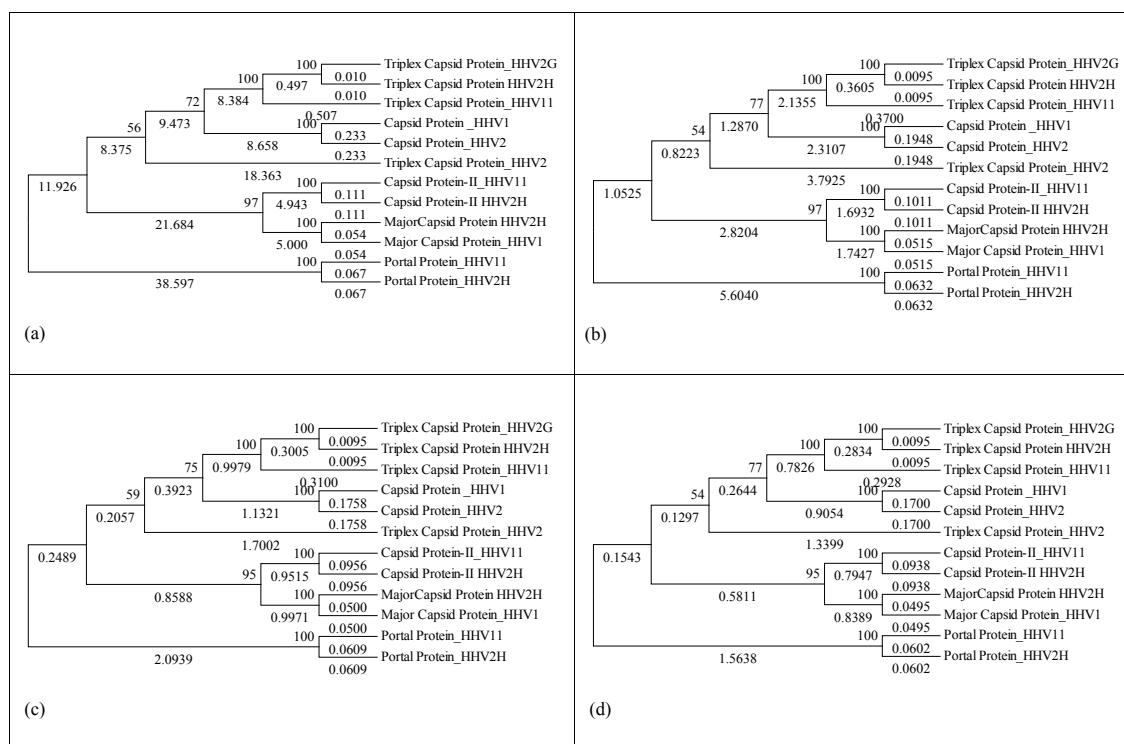 100 Triplex Capsid Protein_HHV2G
100 0.497 0.010 Triplex Capsid Protein HHV2H
72 8.384 0.010 Triplex Capsid Protein_HHV11
0.507
56 9.473 100 Capsid Protein _HHV1
8.658 0.233 Capsid Protein_HHV2
8.375 0.233 Triplex Capsid Protein_HHV2
18.363
11.926 100 Capsid Protein-II_HHV11
97 4.943 0.111 Capsid Protein-II HHV2H
21.684 100 0.111 MajorCapsid Protein HHV2H
5.000 0.054 Major Capsid Protein_HHV1
100 0.054 Portal Protein_HHV11
38.597 0.067 Portal Protein_HHV2H
0.067
(a)
100 Triplex Capsid Protein_HHV2G
100 0.3605 0.0095 Triplex Capsid Protein HHV2H
77 2.1355 0.0095 Triplex Capsid Protein_HHV11
0.3700
54 1.2870 100 Capsid Protein _HHV1
2.3107 0.1948 Capsid Protein_HHV2
0.8223 0.1948 Triplex Capsid Protein_HHV2
3.7925
1.0525 100 Capsid Protein-II_HHV11
97 1.6932 0.1011 Capsid Protein-II HHV2H
2.8204 100 0.1011 MajorCapsid Protein HHV2H
1.7427 0.0515 Major Capsid Protein_HHV1
100 0.0515 Portal Protein_HHV11
5.6040 0.0632 Portal Protein_HHV2H
0.0632
(b)
100 Triplex Capsid Protein_HHV2G
100 0.3005 0.0095 Triplex Capsid Protein HHV2H
75 0.9979 0.0095 Triplex Capsid Protein_HHV11
0.3100
59 0.3923 100 Capsid Protein _HHV1
1.1321 0.1758 Capsid Protein_HHV2
0.2057 0.1758 Triplex Capsid Protein_HHV2
1.7002
0.2489 100 Capsid Protein-II_HHV11
95 0.9515 0.0956 Capsid Protein-II HHV2H
0.8588 100 0.0956 MajorCapsid Protein HHV2H
0.9971 0.0500 Major Capsid Protein_HHV1
100 0.0500 Portal Protein_HHV11
2.0939 0.0609 Portal Protein_HHV2H
0.0609
(c)
100 Triplex Capsid Protein_HHV2G
100 0.2834 0.0095 Triplex Capsid Protein HHV2H
77 0.7826 0.0095 Triplex Capsid Protein_HHV11
0.2928
54 0.2644 100 Capsid Protein _HHV1
0.9054 0.1700 Capsid Protein_HHV2
0.1297 0.1700 Triplex Capsid Protein_HHV2
1.3399
0.1543 100 Capsid Protein-II_HHV11
95 0.7947 0.0938 Capsid Protein-II HHV2H
0.5811 100 0.0938 MajorCapsid Protein HHV2H
0.8389 0.0495 Major Capsid Protein_HHV1
100 0.0495 Portal Protein_HHV11
1.5638 0.0602 Portal Protein_HHV2H
0.0602
(d)